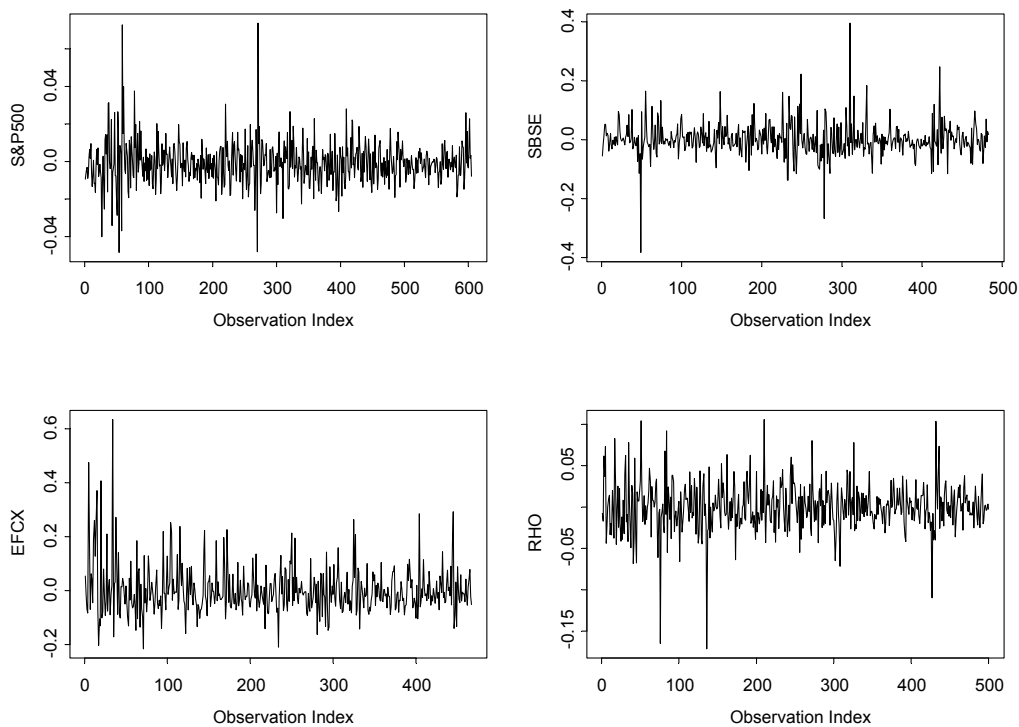 S&P500
0.04
0.0
-0.04
0 100 200 300 400 500 600
Observation Index
SBSE
0.4
0.2
0.0
-0.2
-0.4
0 100 200 300 400 500
Observation Index
EFCX
0.6
0.4
0.2
0.0
-0.2
0 100 200 300 400
Observation Index
RHO
0.05
-0.05
-0.15
0 100 200 300 400 500
Observation Index